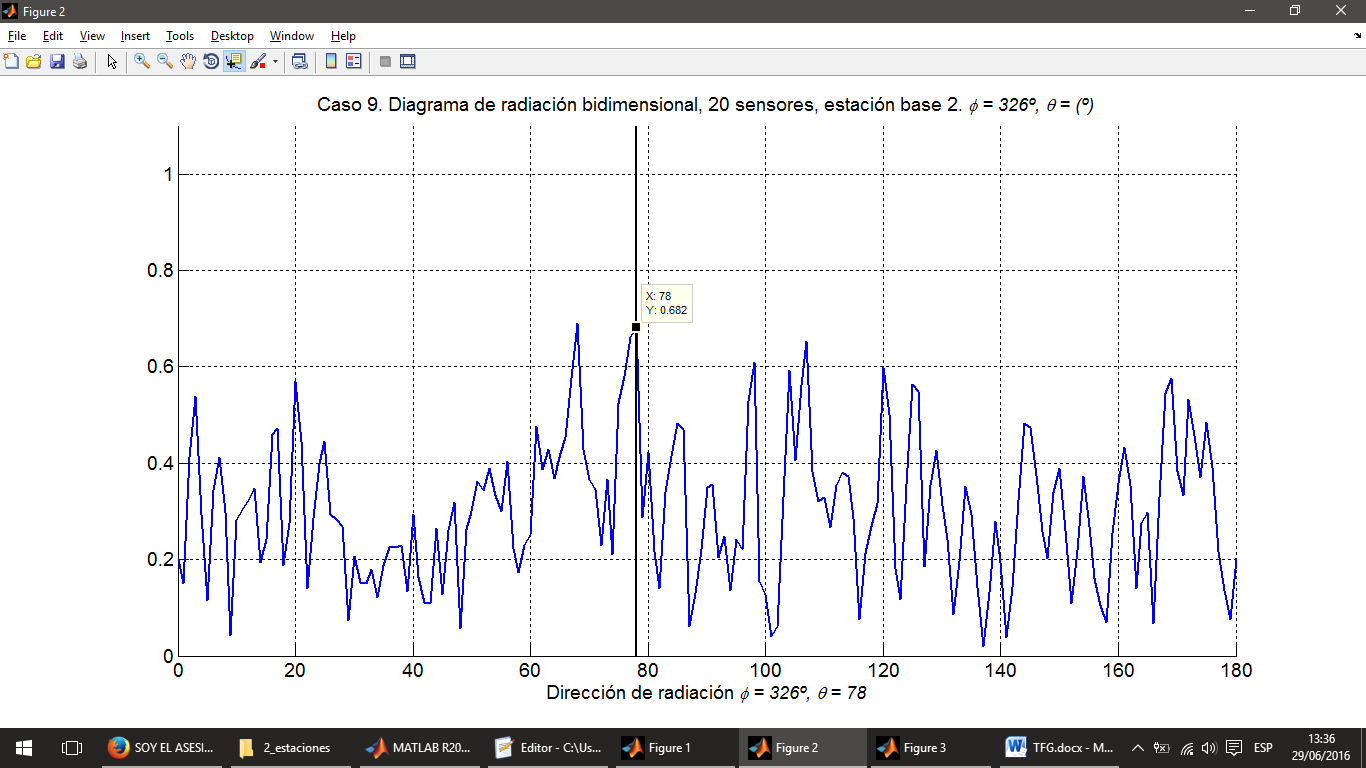 Figure 2
File Edit View Insert Tools Desktop Window Help
Caso 9. Diagrama de radiación bidimensional, 20 sensores, estación base 2. ϕ = 326º, θ = (º)
1
0.8
0.6
0.4
0.2
0
X: 78
Y: 0.682
0 20 40 60 80 100 120 140 160 180
Dirección de radiación ϕ = 326º, θ = 78
SOY EL ASESI... 2_estaciones MATLAB R20... Editor - C:\Us... Figure 1 Figure 2 Figure 3 TFG.docx - M... ESP 13:36
29/06/2016